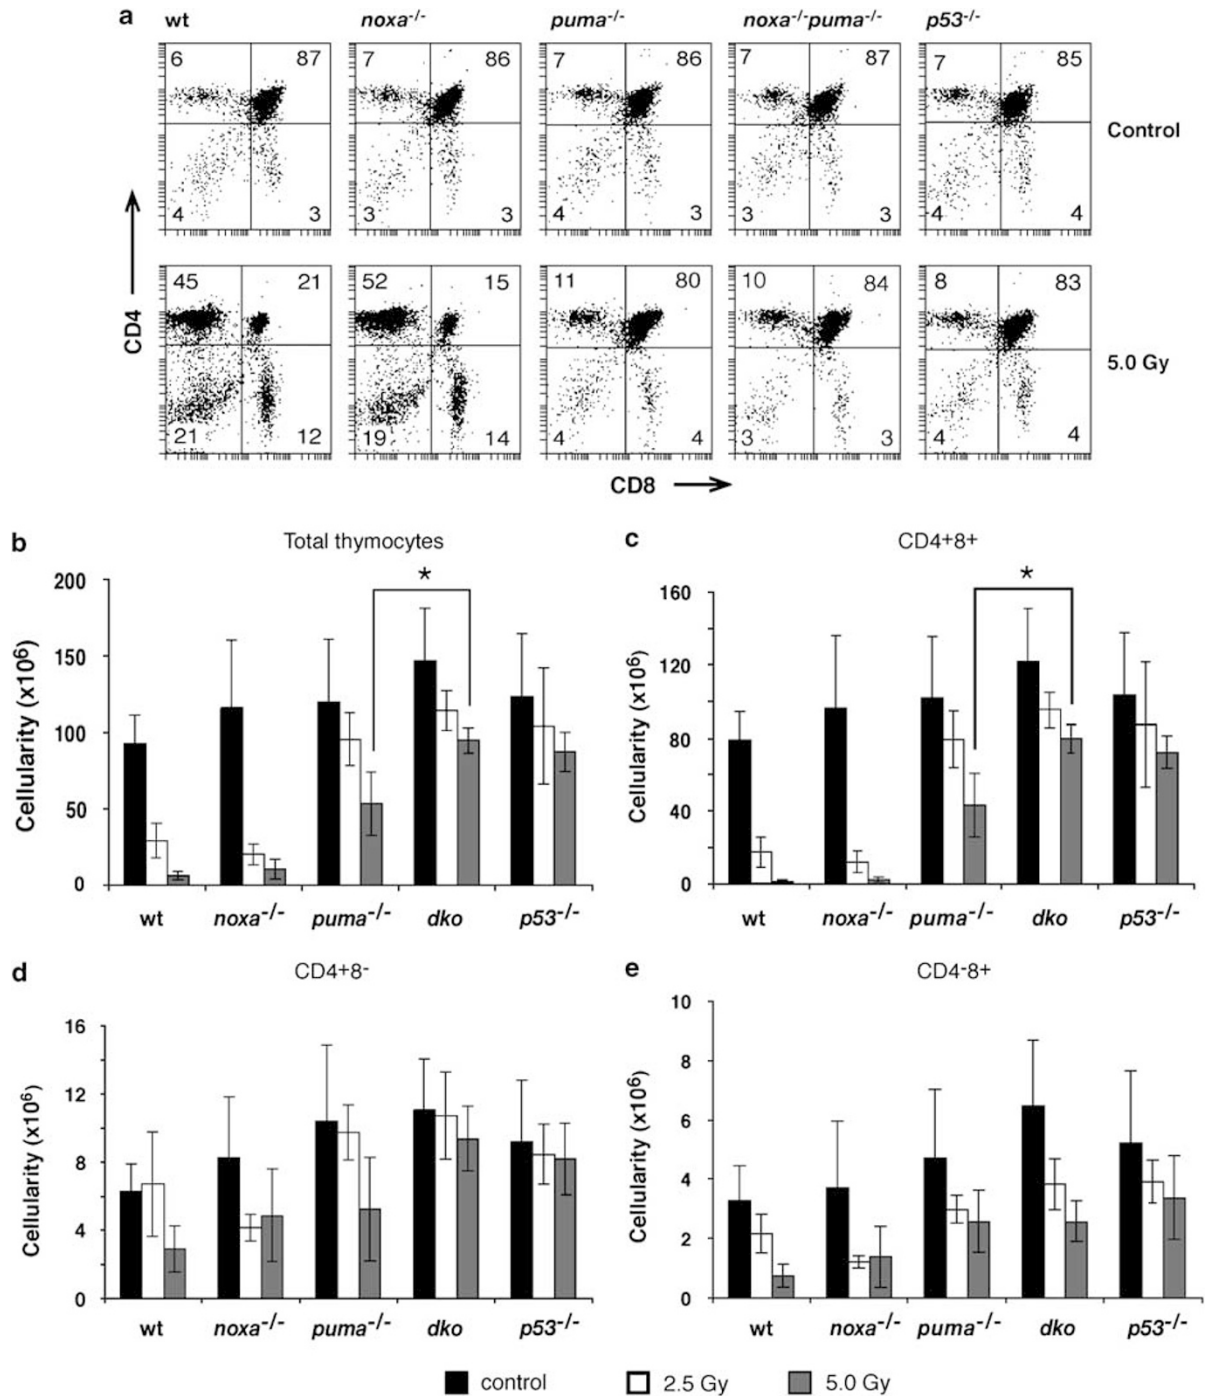 a wt noxa-/- puma-/- noxa-/-puma-/- p53-/-
6 87 7 86 7 86 7 87 7 85
Control
4 3 3 3 4 3 3 3 4 4
45 21 52 15 11 80 10 84 8 83
CD4
5.0 Gy
21 12 19 14 4 4 3 3 4 4
CD8
b Total thymocytes
Cellularity (x106)
200
150
100
50
0
*
wt noxa-/- puma-/- dko p53-/-
c CD4+8+
Cellularity (x106)
160
120
80
40
0
*
wt noxa-/- puma-/- dko p53-/-
d CD4+8-
Cellularity (x106)
16
12
8
4
0
wt noxa-/- puma-/- dko p53-/-
e CD4-8+
Cellularity (x106)
10
8
6
4
2
0
wt noxa-/- puma-/- dko p53-/-
control 2.5 Gy 5.0 Gy